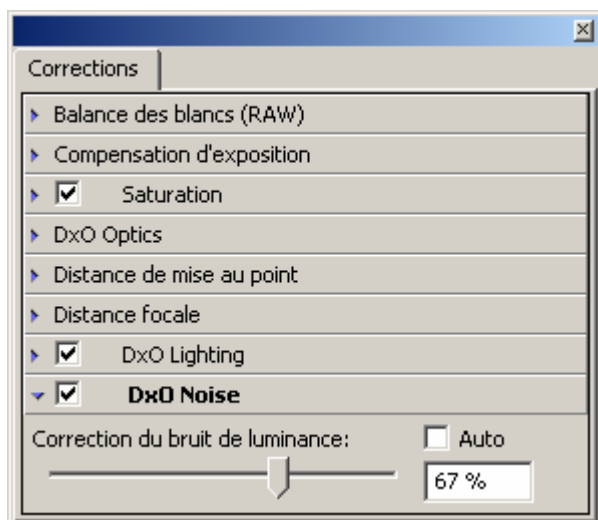 Corrections
Balance des blancs (RAW)
Compensation d'exposition
Saturation
DxO Optics
Distance de mise au point
Distance focale
DxO Lighting
DxO Noise
Correction du bruit de luminance: Auto
67 %